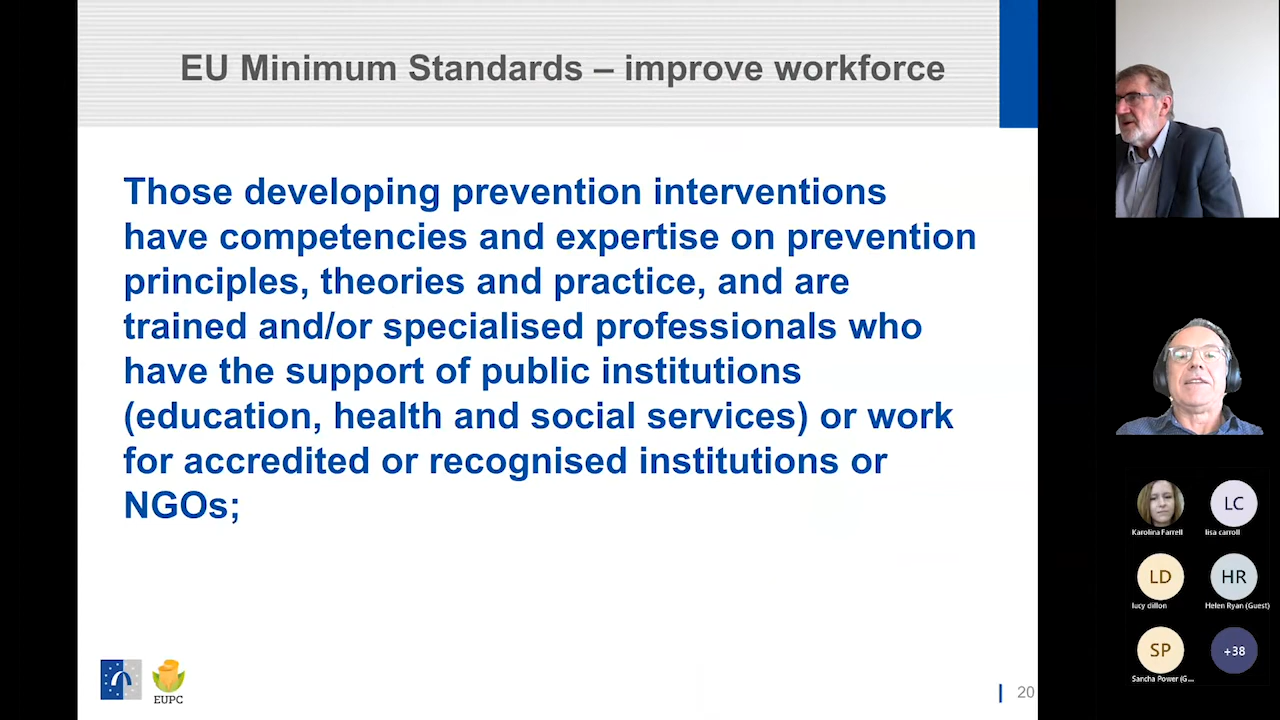 EU Minimum Standards – improve workforce
Those developing prevention interventions
have competencies and expertise on prevention
principles, theories and practice, and are
trained and/or specialised professionals who
have the support of public institutions
(education, health and social services) or work
for accredited or recognised institutions or
NGOs;
EUPC
20
LC
Karolina Farrell
lisa carroll
LD
HR
lucy dillon
Helen Ryan (Guest)
SP
+38
Sancha Power (G...